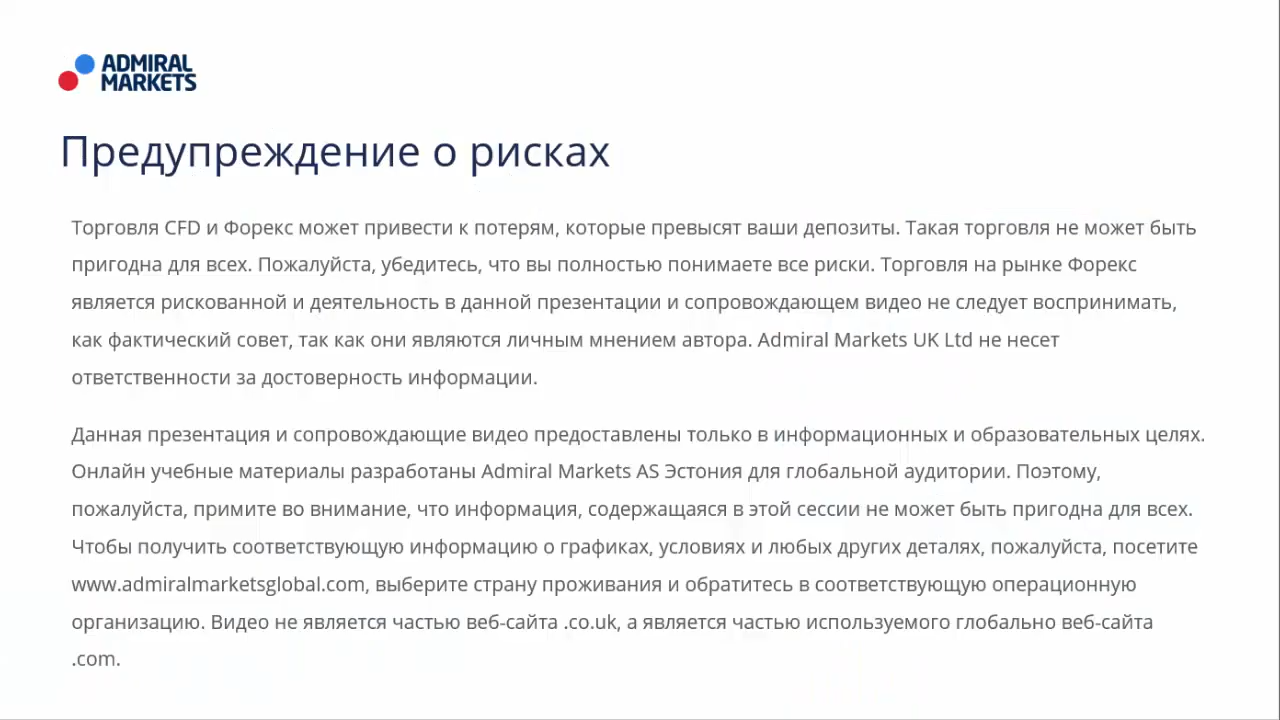 ADMIRAL
MARKETS
Предупреждение о рисках
Торговля CFD и Форекс может привести к потерям, которые превысят ваши депозиты. Такая торговля не может быть
пригодна для всех. Пожалуйста, убедитесь, что вы полностью понимаете все риски. Торговля на рынке Форекс
является рискованной и деятельность в данной презентации и сопровождающем видео не следует воспринимать,
как фактический совет, так как они являются личным мнением автора. Admiral Markets UK Ltd не несет
ответственности за достоверность информации.
Данная презентация и сопровождающие видео предоставлены только в информационных и образовательных целях.
Онлайн учебные материалы разработаны Admiral Markets AS Эстония для глобальной аудитории. Поэтому,
пожалуйста, примите во внимание, что информация, содержащаяся в этой сессии не может быть пригодна для всех.
Чтобы получить соответствующую информацию о графиках, условиях и любых других деталях, пожалуйста, посетите
www.admiralmarketsglobal.com, выберите страну проживания и обратитесь в соответствующую операционную
организацию. Видео не является частью веб-сайта .co.uk, а является частью используемого глобально веб-сайта
.com.